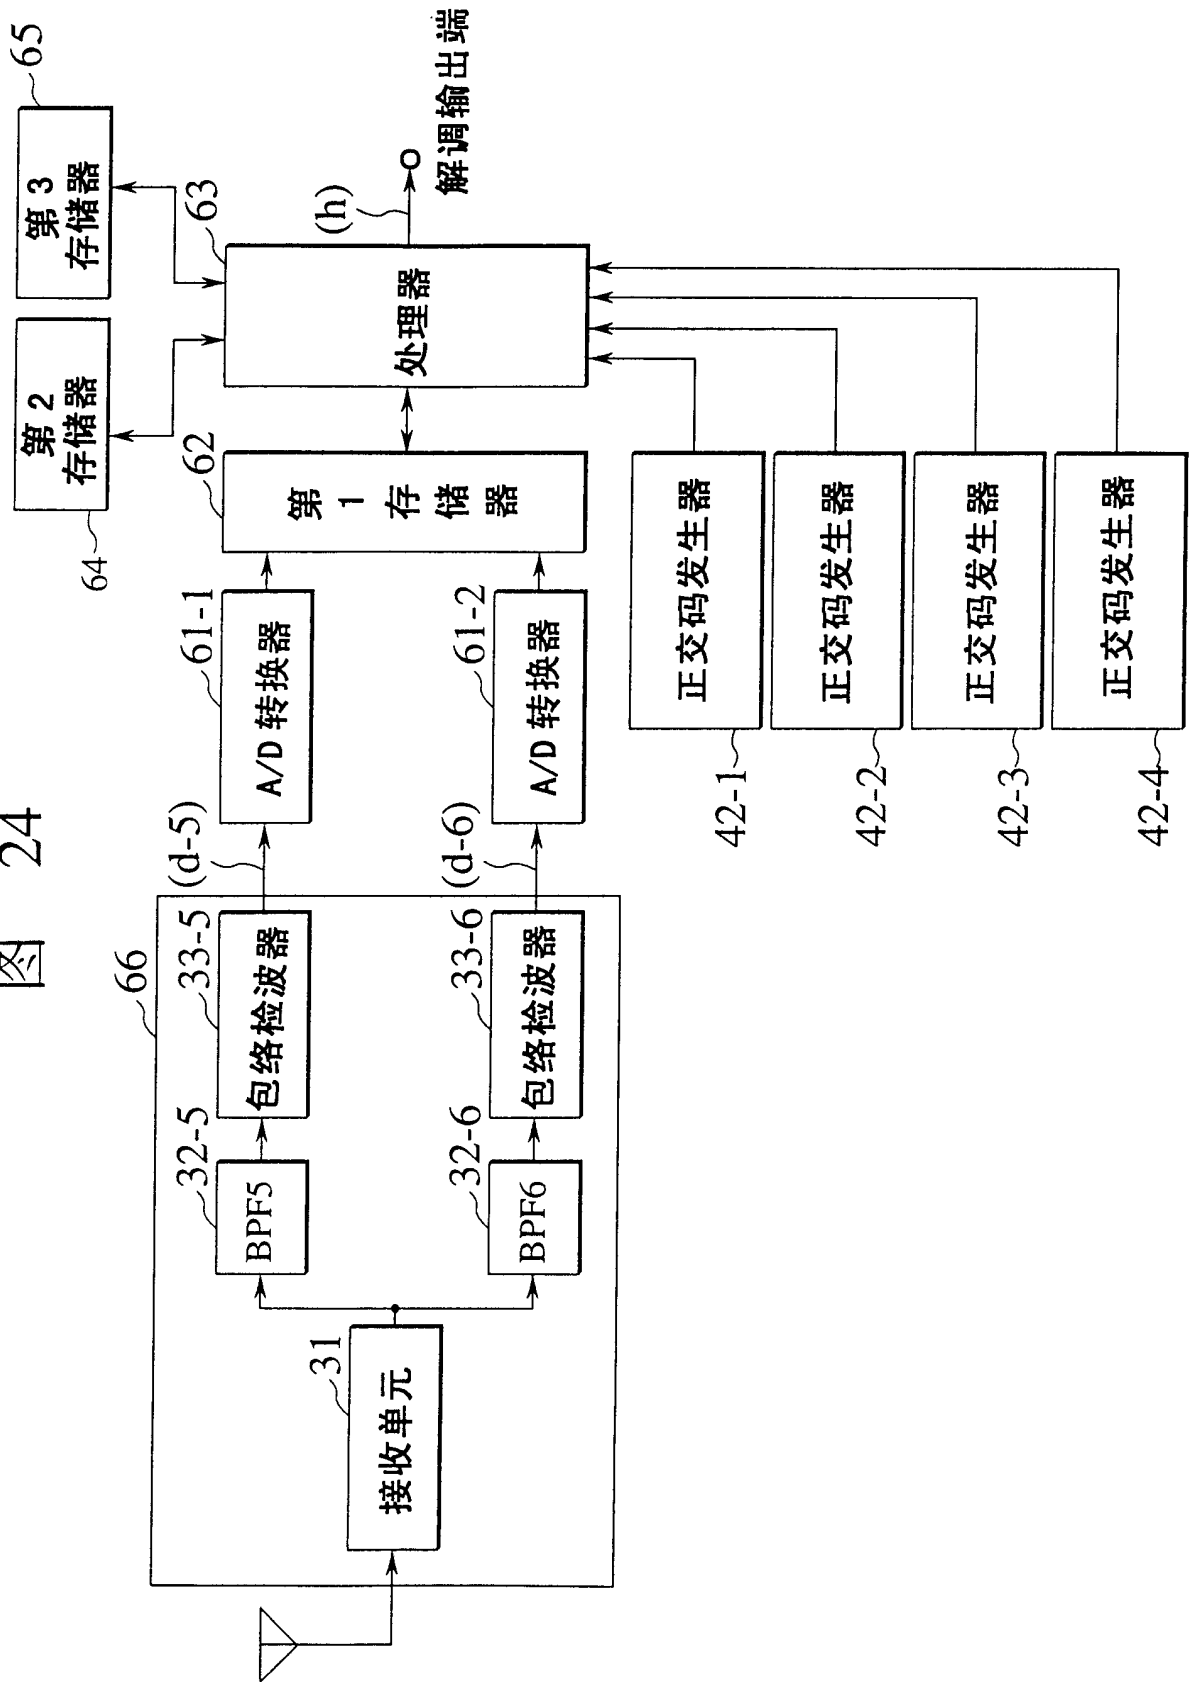 图 24
66
接收单元
31
BPF5
32-5
包络检波器
33-5
(d-5)
A/D 转换器
61-1
BPF6
32-6
包络检波器
33-6
(d-6)
A/D 转换器
61-2
第 1 存储器
62
处理器
63
第 2
存储器
64
第 3
存储器
65
(h)
解调输出端
正交码发生器
42-1
正交码发生器
42-2
正交码发生器
42-3
正交码发生器
42-4